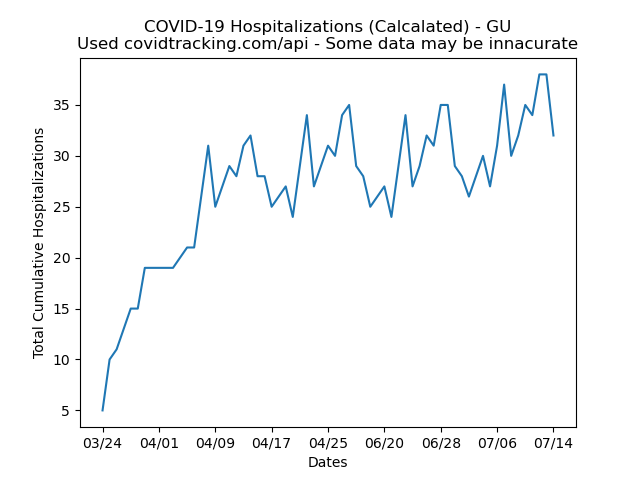 COVID-19 Hospitalizations (Calcalated) - GU
Used covidtracking.com/api - Some data may be innacurate
Total Cumulative Hospitalizations
35
30
25
20
15
10
5
03/24 04/01 04/09 04/17 04/25 06/20 06/28 07/06 07/14
Dates